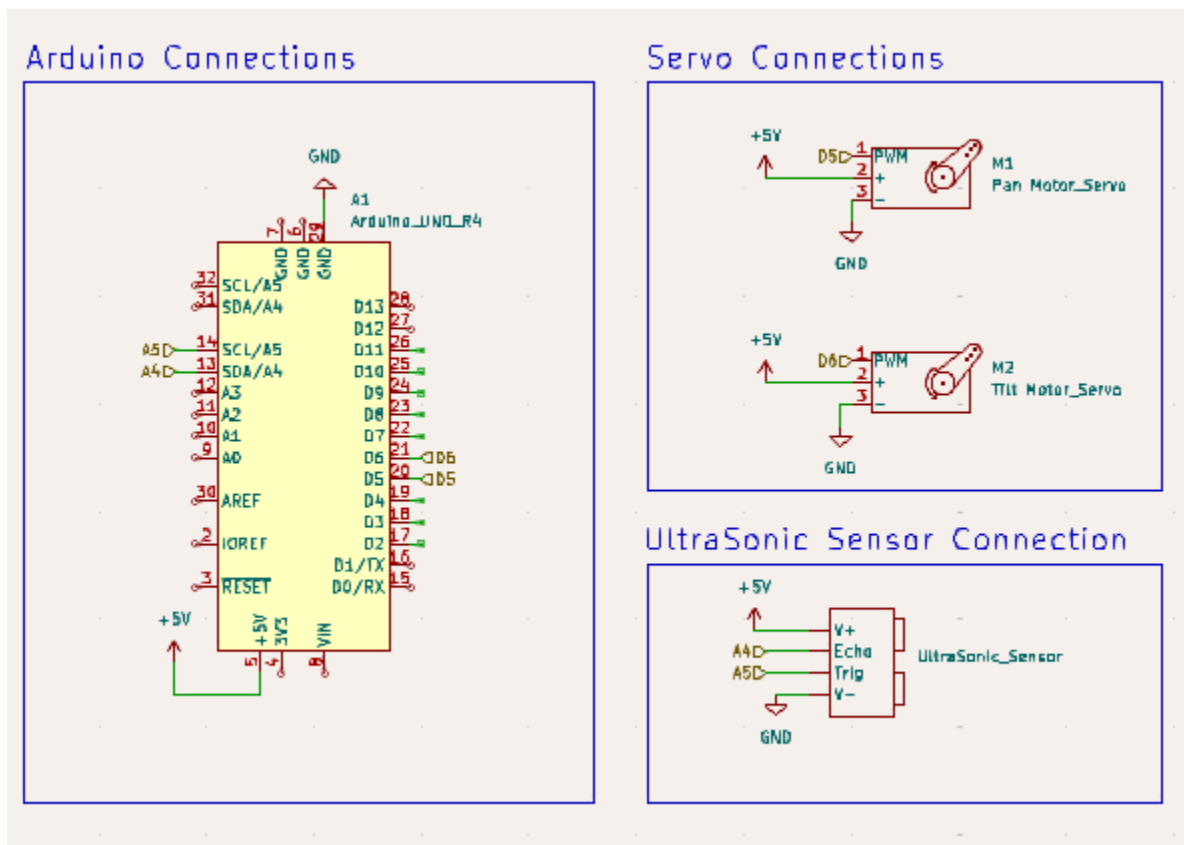 Arduino Connections
GND
A1
Arduino_UNO_R4
7
6
29
GND
GND
GND
32
SCL/A5
31
SDA/A4
A5
14
SCL/A5
A4
13
SDA/A4
12
A3
11
A2
10
A1
9
A0
30
AREF
2
IOREF
3
RESET
D13
28
D12
27
D11
26
D10
25
D9
24
D8
23
D7
22
D6
21
D6
D5
20
D5
D4
19
D3
18
D2
17
D1/TX
16
D0/RX
15
+5V
+5V
3V3
VIN
5
4
8
Servo Connections
+5V
D5
1
PWM
2
+
3
-
M1
Pan Motor_Servo
GND
+5V
D6
1
PWM
2
+
3
-
M2
Tilt Motor_Servo
GND
UltraSonic Sensor Connection
+5V
V+
A4
Echo
A5
Trig
V-
UltraSonic_Sensor
GND